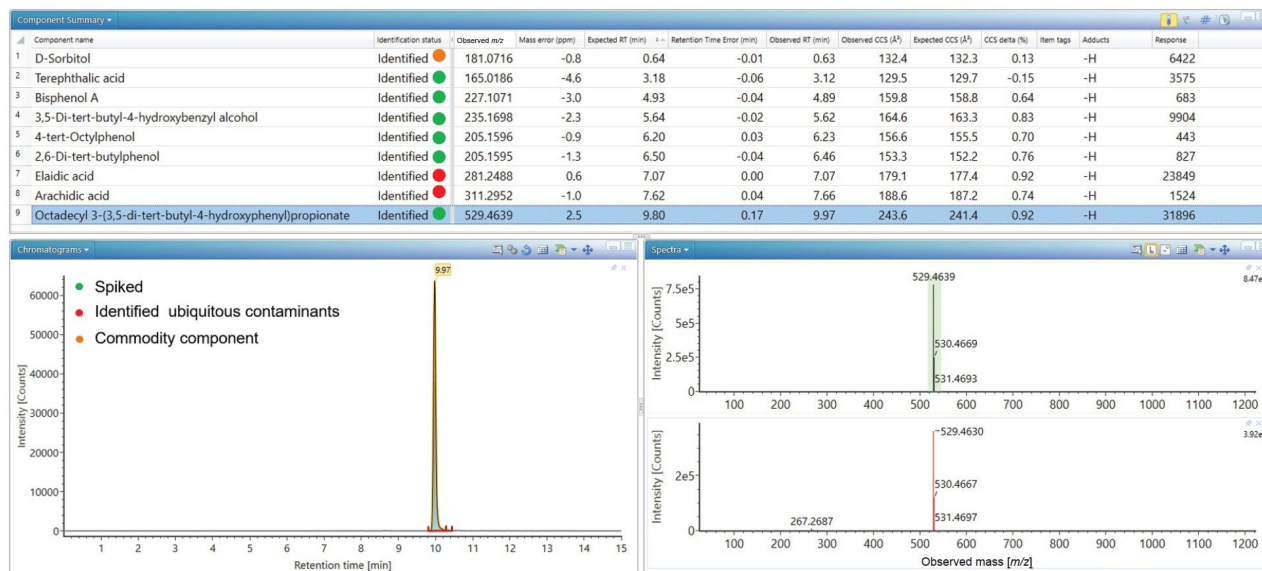 Component Summary
Component name Identification status Observed m/z Mass error (ppm) Expected RT (min) Retention Time Error (min) Observed RT (min) Observed CCS (Å²) Expected CCS (Å²) CCS delta (%) Item tags Adducts Response
1 D-Sorbitol Identified 181.0716 -0.8 0.64 -0.01 0.63 132.4 132.3 0.13 -H 6422
2 Terephthalic acid Identified 165.0186 -4.6 3.18 -0.06 3.12 129.5 129.7 -0.15 -H 3575
3 Bisphenol A Identified 227.1071 -3.0 4.93 -0.04 4.89 159.8 158.8 0.64 -H 683
4 3,5-Di-tert-butyl-4-hydroxybenzyl alcohol Identified 235.1698 -2.3 5.64 -0.02 5.62 164.6 163.3 0.83 -H 9904
5 4-tert-Octylphenol Identified 205.1596 -0.9 6.20 0.03 6.23 156.6 155.5 0.70 -H 443
6 2,6-Di-tert-butylphenol Identified 205.1595 -1.3 6.50 -0.04 6.46 153.3 152.2 0.76 -H 827
7 Elaidic acid Identified 281.2488 0.6 7.07 0.00 7.07 179.1 177.4 0.92 -H 23849
8 Arachidic acid Identified 311.2952 -1.0 7.62 0.04 7.66 188.6 187.2 0.74 -H 1524
9 Octadecyl 3-(3,5-di-tert-butyl-4-hydroxyphenyl)propionate Identified 529.4639 2.5 9.80 0.17 9.97 243.6 241.4 0.92 -H 31896
Chromatograms
9.97
Spiked
Identified ubiquitous contaminants
Commodity component
Intensity [Counts]
60000
50000
40000
30000
20000
10000
0
1 2 3 4 5 6 7 8 9 10 11 12 13 14 15
Retention time [min]
Spectra
529.4639
8.47e
7.5e5
5e5
530.4669
2.5e5
531.4693
0
Intensity [Counts]
100 200 300 400 500 600 700 800 900 1000 1100 1200
529.4630
3.92e
2e5
530.4667
531.4697
267.2687
0
Intensity [Counts]
100 200 300 400 500 600 700 800 900 1000 1100 1200
Observed mass [m/z]